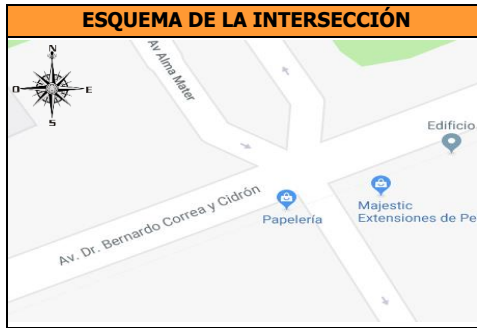 ESQUEMA DE LA INTERSECCIÓN
N
O
E
S
Av Alma Mater
Edificio
Av. Dr. Bernardo Correa y Cidrón
Papelería
Majestic
Extensiones de Pe